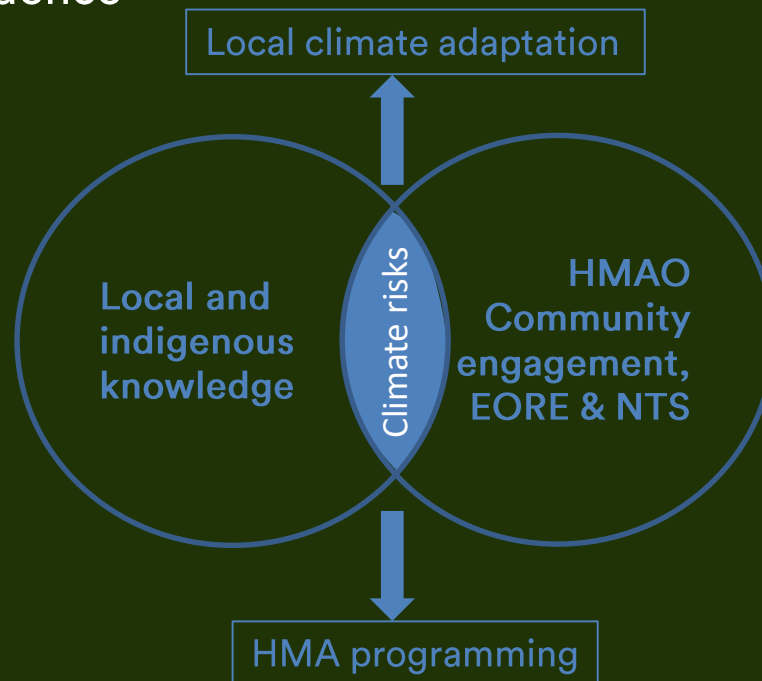 Local climate adaptation
Local and
indigenous
knowledge
Climate risks
HMAO
Community
engagement,
EORE & NTS
HMA programming